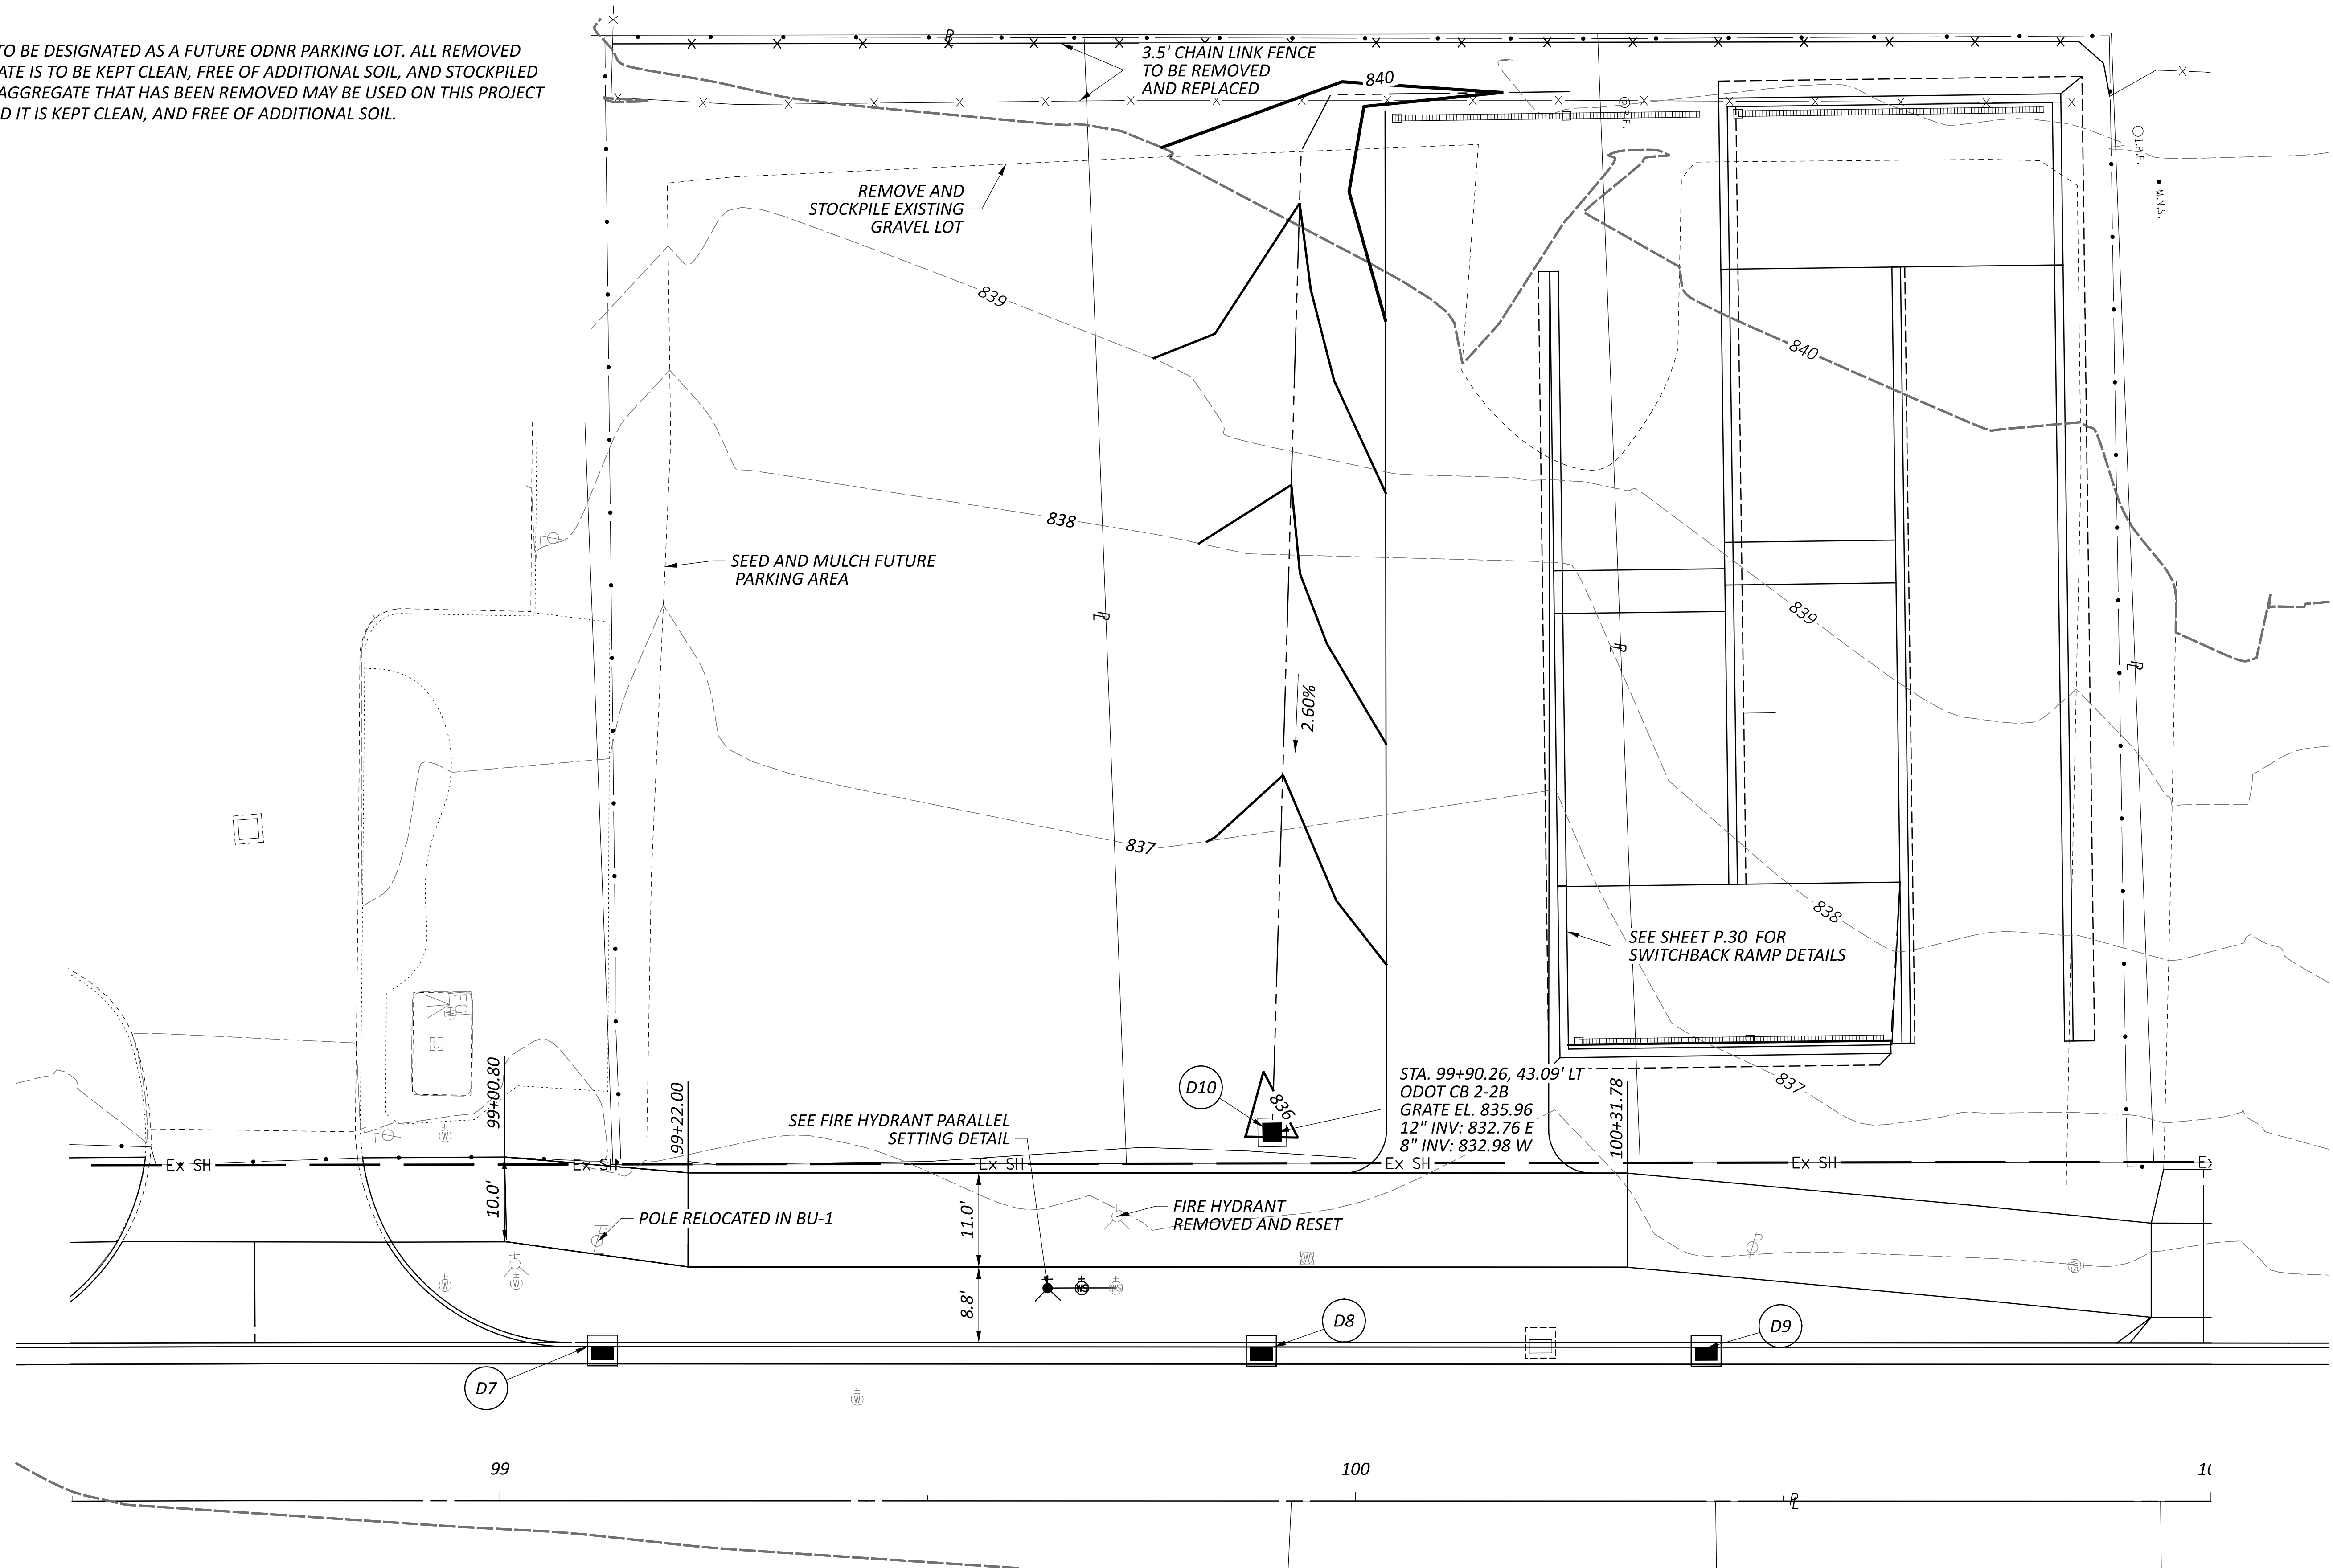 TO BE DESIGNATED AS A FUTURE ODNR PARKING LOT. ALL REMOVED
ATE IS TO BE KEPT CLEAN, FREE OF ADDITIONAL SOIL, AND STOCKPILED
AGGREGATE THAT HAS BEEN REMOVED MAY BE USED ON THIS PROJECT
D IT IS KEPT CLEAN, AND FREE OF ADDITIONAL SOIL.
3.5' CHAIN LINK FENCE
TO BE REMOVED
AND REPLACED
840
I.P.F.
M.N.S.
REMOVE AND
STOCKPILE EXISTING
GRAVEL LOT
839
840
838
SEED AND MULCH FUTURE
PARKING AREA
839
2.60%
837
838
SEE SHEET P.30 FOR
SWITCHBACK RAMP DETAILS
837
D10
836
STA. 99+90.26, 43.09' LT
ODOT CB 2-2B
GRATE EL. 835.96
12" INV: 832.76 E
8" INV: 832.98 W
99+00.80
99+22.00
100+31.78
SEE FIRE HYDRANT PARALLEL
SETTING DETAIL
Ex SH
Ex SH
Ex SH
Ex SH
Ex SH
Ex
10.0'
11.0'
8.8'
POLE RELOCATED IN BU-1
FIRE HYDRANT
REMOVED AND RESET
D7
D8
D9
99
100
10